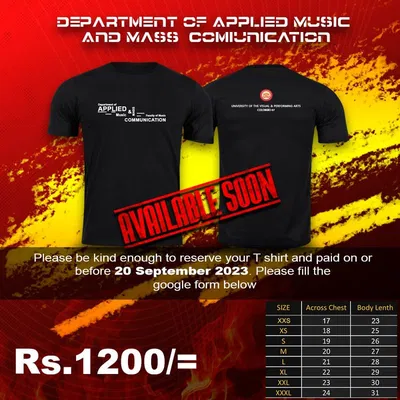 DEPARTMENT OF APPLIED MUSIC
AND MASS COMIUNICATION
Department of
APPLIED &
Music
Faculty of Music
COMMUNICATION
UNIVERSITY OF THE VISUAL & PERFORMING ARTS
COLOMBO 07
AVAILABLE SOON
Please be kind enough to reserve your T shirt and paid on or
before 20 September 2023. Please fill the
google form below
Rs.1200/=
SIZE Across Chest Body Lenth
XXS 17 23
XS 18 25
S 19 26
M 20 27
L 21 28
XL 22 29
XXL 23 30
XXXL 24 31